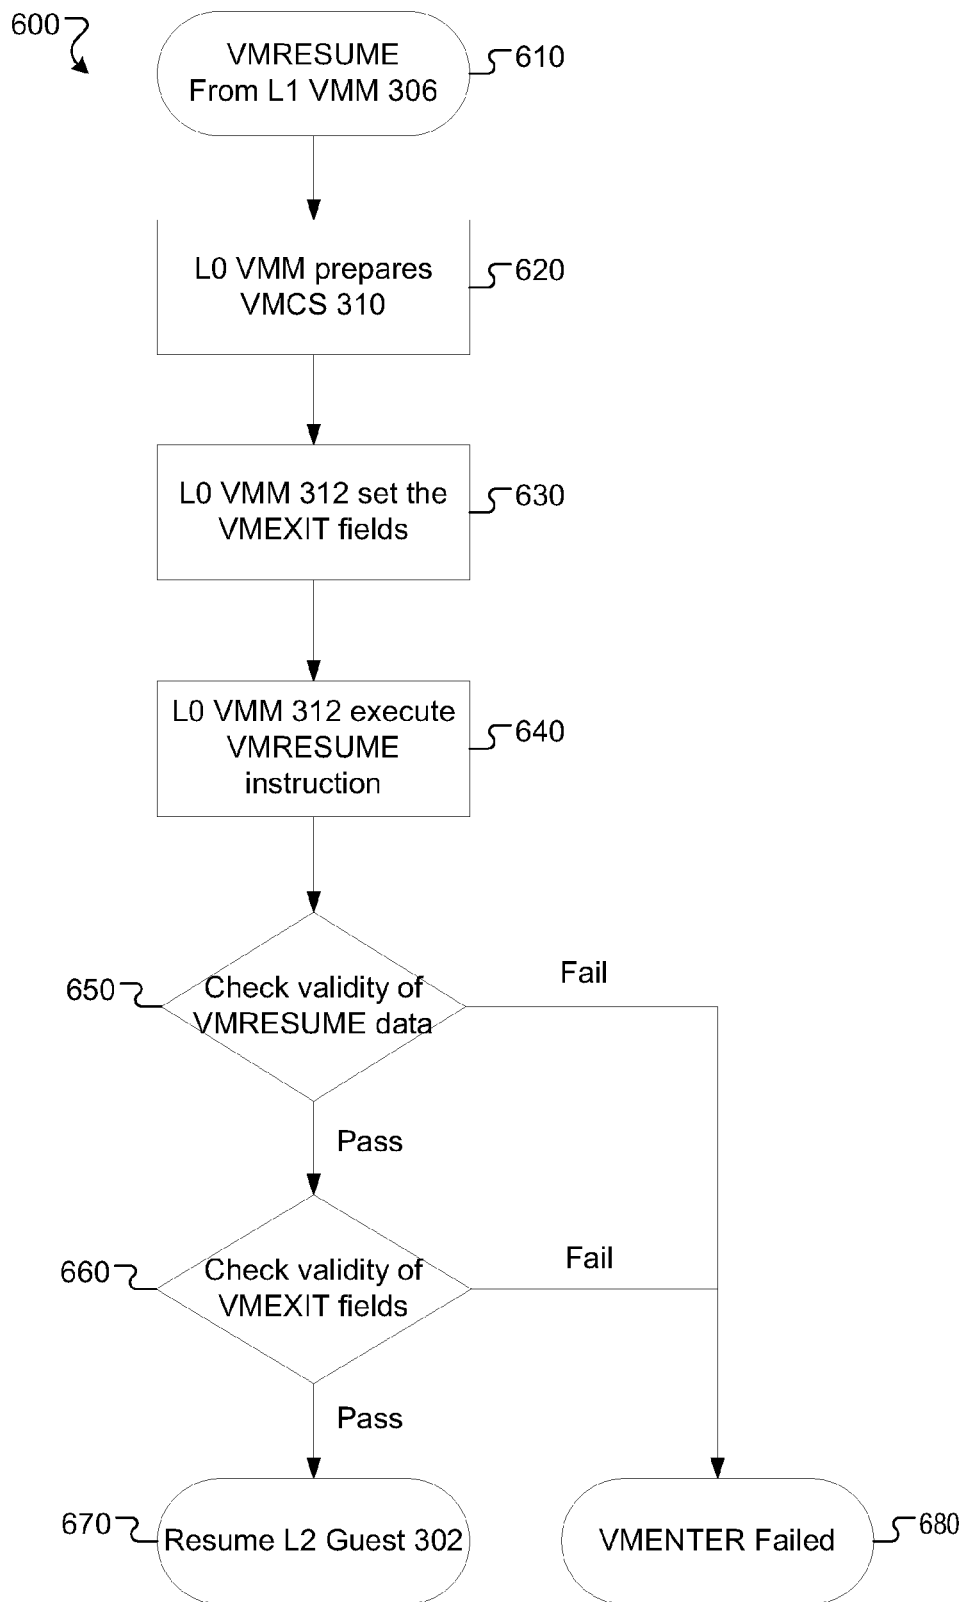 600
VMRESUME
From L1 VMM 306
610
L0 VMM prepares
VMCS 310
620
L0 VMM 312 set the
VMEXIT fields
630
L0 VMM 312 execute
VMRESUME
instruction
640
650
Check validity of
VMRESUME data
Fail
Pass
660
Check validity of
VMEXIT fields
Fail
Pass
670
Resume L2 Guest 302
VMENTER Failed
680